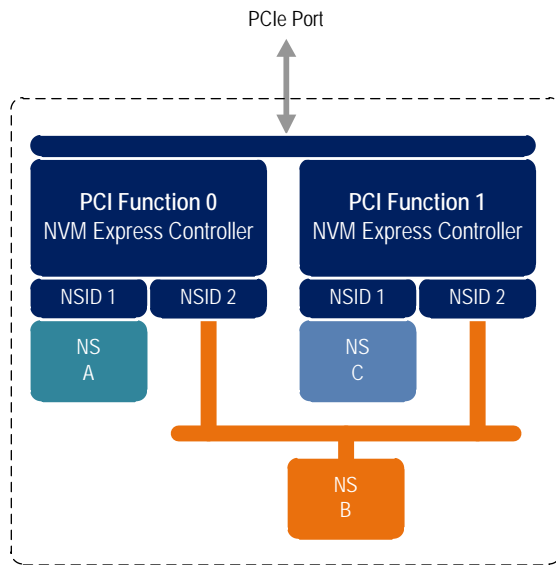 PCIe Port
PCI Function 0
NVM Express Controller
PCI Function 1
NVM Express Controller
NSID 1
NSID 2
NSID 1
NSID 2
NS
A
NS
C
NS
B